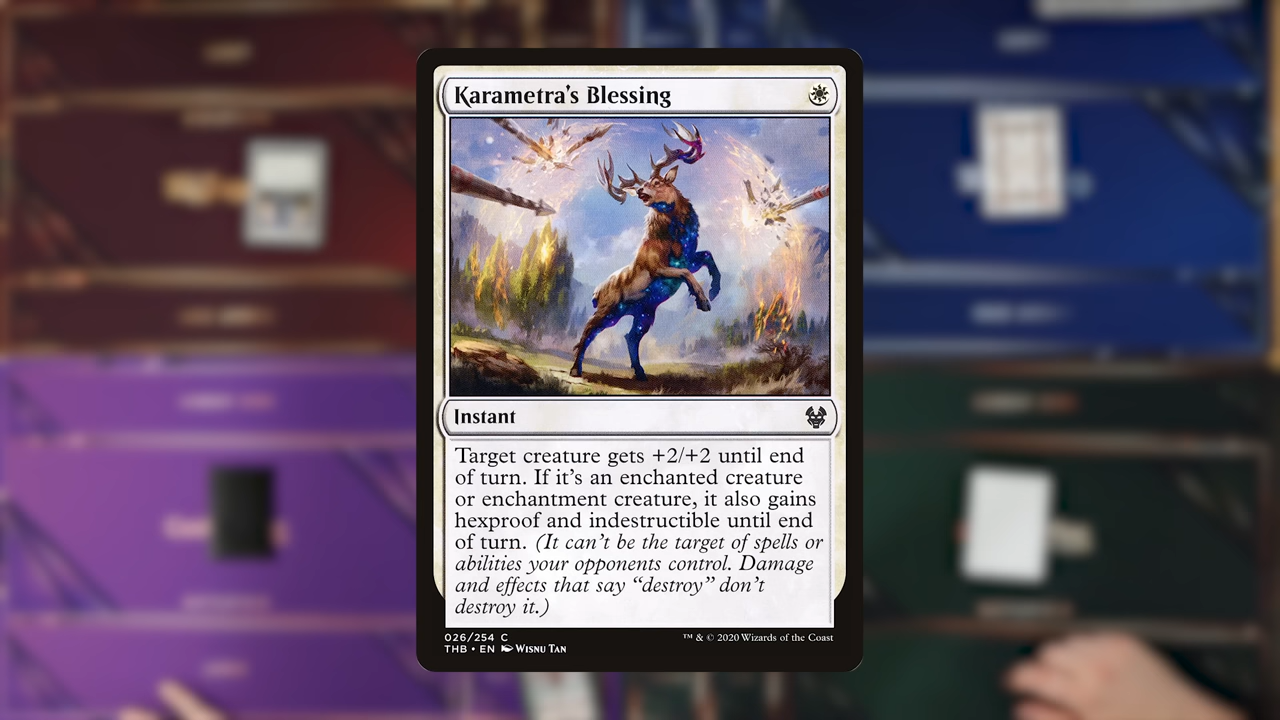 Karametra's Blessing
Instant
Target creature gets +2/+2 until end
of turn. If it's an enchanted creature
or enchantment creature, it also gains
hexproof and indestructible until end
of turn. (It can't be the target of spells or
abilities your opponents control. Damage
and effects that say “destroy” don't
destroy it.)
026/254 C
™ & © 2020 Wizards of the Coast
THB • EN Wisnu Tan